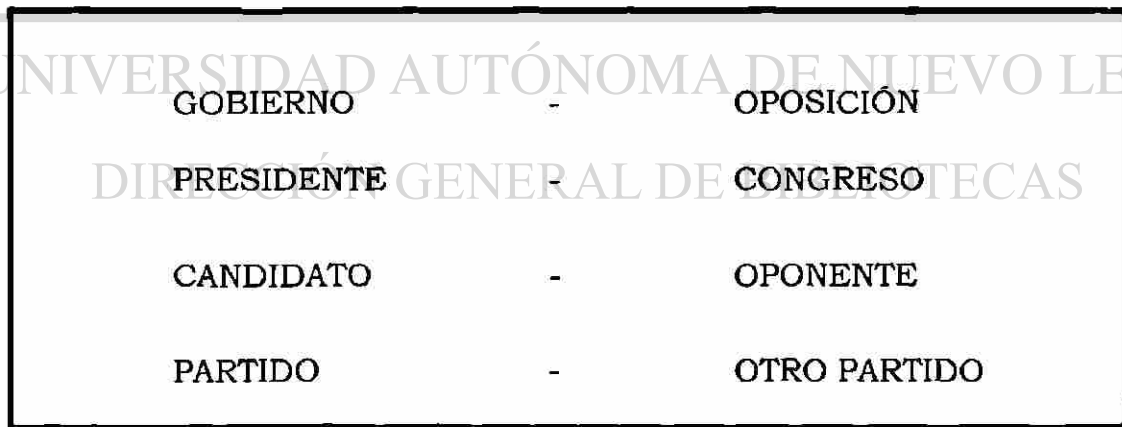 UNIVERSIDAD AUTÓNOMA DE NUEVO LE
GOBIERNO - OPOSICIÓN
DIRECCIÓN GENERAL DE BIBLIOTECAS
PRESIDENTE - CONGRESO
CANDIDATO - OPONENTE
PARTIDO - OTRO PARTIDO